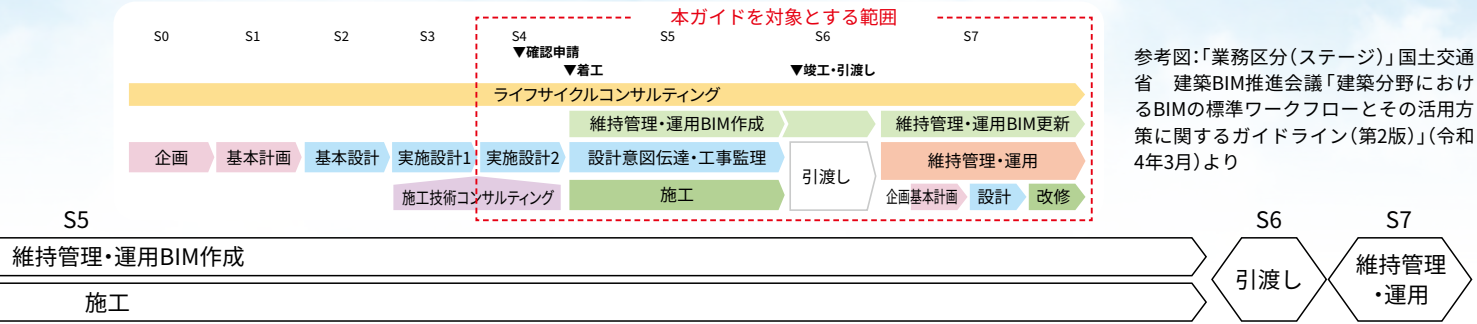 本ガイドを対象とする範囲
S0 S1 S2 S3 S4 S5 S6 S7
▼確認申請
▼着工 ▼竣工・引渡し
ライフサイクルコンサルティング
維持管理・運用BIM作成 維持管理・運用BIM更新
企画 基本計画 基本設計 実施設計1 実施設計2 設計意図伝達・工事監理 引渡し 維持管理・運用
施工技術コンサルティング 施工 企画基本計画 設計 改修
参考図:「業務区分(ステージ)」国土交通
省 建築BIM推進会議「建築分野におけ
るBIMの標準ワークフローとその活用方
策に関するガイドライン(第2版)」(令和
4年3月)より
S5 S6 S7
維持管理・運用BIM作成
施工
引渡し
維持管理
・運用